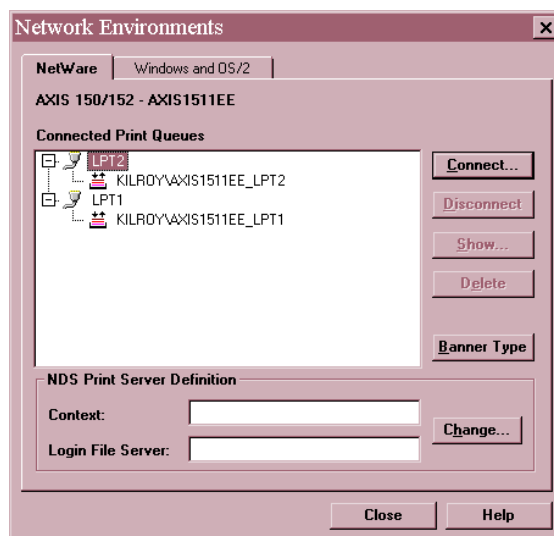 Network Environments
NetWare
Windows and OS/2
AXIS 150/152 - AXIS1511EE
Connected Print Queues
LPT2
KILROY\AXIS1511EE_LPT2
LPT1
KILROY\AXIS1511EE_LPT1
Connect...
Disconnect
Show...
Delete
Banner Type
NDS Print Server Definition
Context:
Login File Server:
Change...
Close
Help